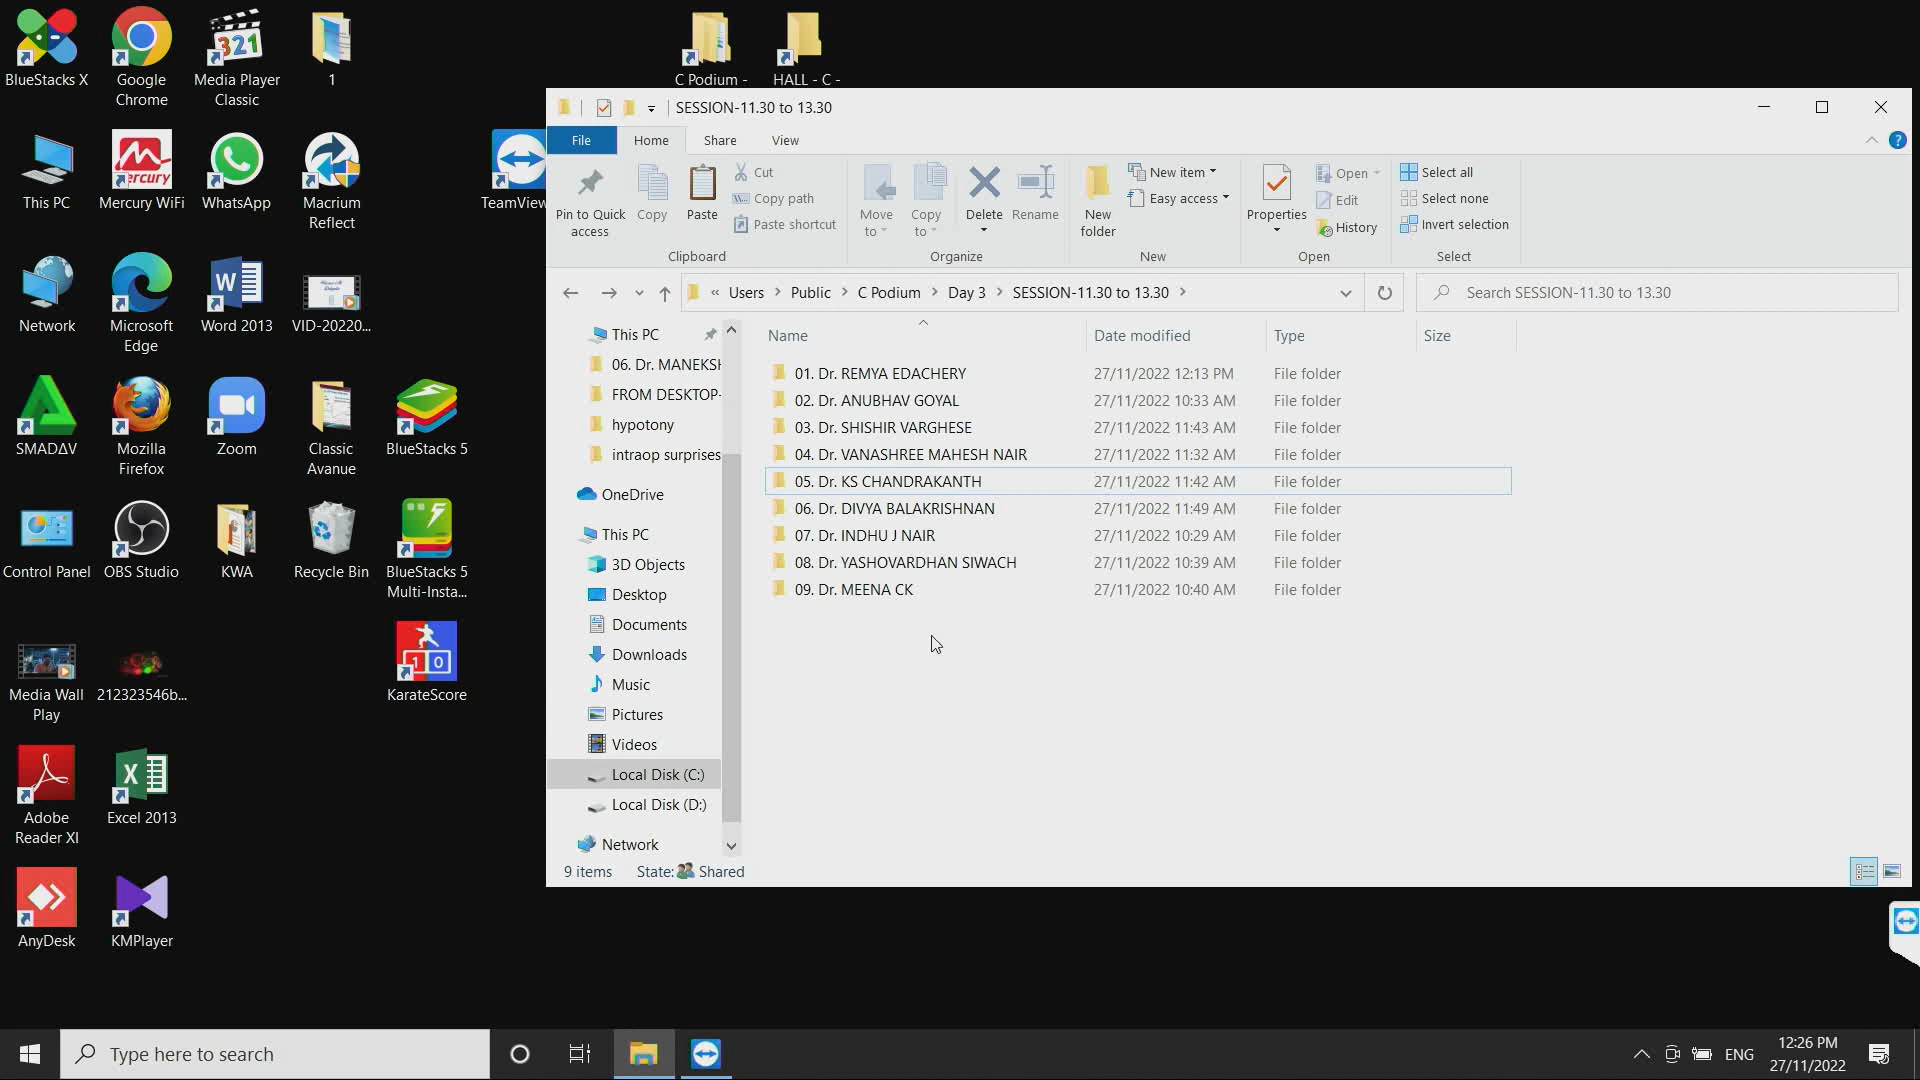 BlueStacks X
Google
Chrome
Media Player
Classic
1
C Podium -
HALL - C -
This PC
Mercury WiFi
WhatsApp
Macrium
Reflect
TeamView
Network
Microsoft
Edge
Word 2013
VID-20220...
SMADΔV
Mozilla
Firefox
Zoom
Classic
Avanue
BlueStacks 5
Control Panel
OBS Studio
KWA
Recycle Bin
BlueStacks 5
Multi-Insta...
Media Wall
Play
212323546b...
KarateScore
Adobe
Reader XI
Excel 2013
AnyDesk
KMPlayer
SESSION-11.30 to 13.30
File Home Share View
Pin to Quick
access
Copy
Paste
Cut
Copy path
Paste shortcut
Clipboard
Move
to
Copy
to
Delete
Rename
Organize
New
folder
New item
Easy access
New
Properties
Open
Edit
History
Open
Select all
Select none
Invert selection
Select
« Users > Public > C Podium > Day 3 > SESSION-11.30 to 13.30 >
Search SESSION-11.30 to 13.30
This PC
06. Dr. MANEKSH
FROM DESKTOP-
hypotony
intraop surprises
OneDrive
This PC
3D Objects
Desktop
Documents
Downloads
Music
Pictures
Videos
Local Disk (C:)
Local Disk (D:)
Network
Name Date modified Type Size
01. Dr. REMYA EDACHERY 27/11/2022 12:13 PM File folder
02. Dr. ANUBHAV GOYAL 27/11/2022 10:33 AM File folder
03. Dr. SHISHIR VARGHESE 27/11/2022 11:43 AM File folder
04. Dr. VANASHREE MAHESH NAIR 27/11/2022 11:32 AM File folder
05. Dr. KS CHANDRAKANTH 27/11/2022 11:42 AM File folder
06. Dr. DIVYA BALAKRISHNAN 27/11/2022 11:49 AM File folder
07. Dr. INDHU J NAIR 27/11/2022 10:29 AM File folder
08. Dr. YASHOVARDHAN SIWACH 27/11/2022 10:39 AM File folder
09. Dr. MEENA CK 27/11/2022 10:40 AM File folder
9 items State: Shared
Type here to search
ENG
12:26 PM
27/11/2022